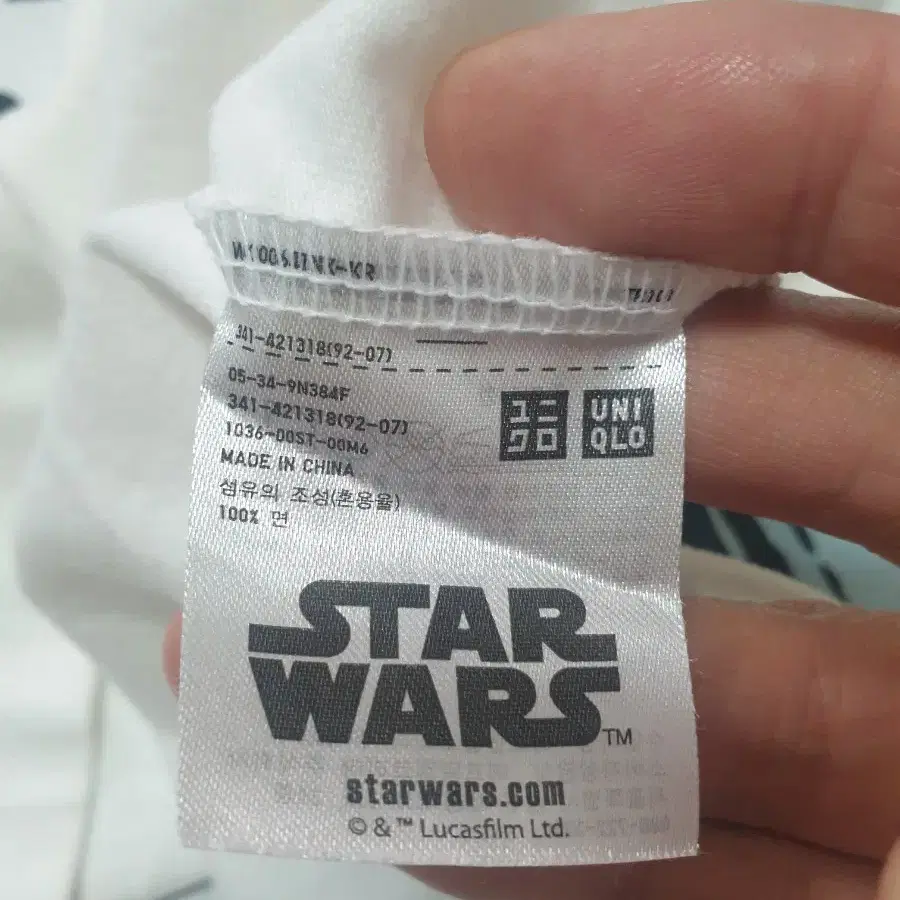 341-421318(92-07)
05-34-9N384F
341-421318(92-07)
1036-00ST-00M6
MADE IN CHINA
섬유의 조성(혼용율)
100% 면
ユニ
クロ
UNI
QLO
STAR
WARS™
starwars.com
© & ™ Lucasfilm Ltd.